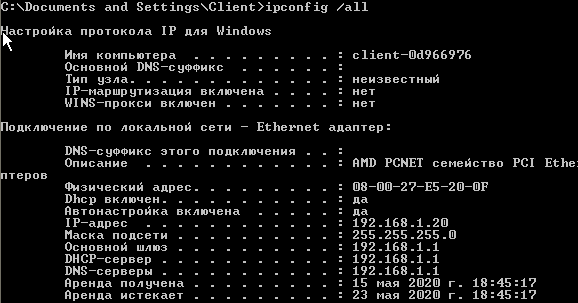 C:\Documents and Settings\Client>ipconfig /all
Настройка протокола IP для Windows
Имя компьютера . . . . . . . . . : client-0d966976
Основной DNS-суффикс . . . . . . :
Тип узла. . . . . . . . . . . . . : неизвестный
IP-маршрутизация включена . . . . : нет
WINS-прокси включен . . . . . . . : нет
Подключение по локальной сети - Ethernet адаптер:
DNS-суффикс этого подключения . . :
Описание . . . . . . . . . . . . : AMD PCNET семейство PCI Ethe
птеров
Физический адрес. . . . . . . . . : 08-00-27-E5-20-0F
Dhcp включен. . . . . . . . . . . : да
Автонастройка включена . . . . . : да
IP-адрес . . . . . . . . . . . . : 192.168.1.20
Маска подсети . . . . . . . . . . : 255.255.255.0
Основной шлюз . . . . . . . . . . : 192.168.1.1
DHCP-сервер . . . . . . . . . . . : 192.168.1.1
DNS-серверы . . . . . . . . . . . : 192.168.1.1
Аренда получена . . . . . . . . . : 15 мая 2020 г. 18:45:17
Аренда истекает . . . . . . . . . : 23 мая 2020 г. 18:45:17